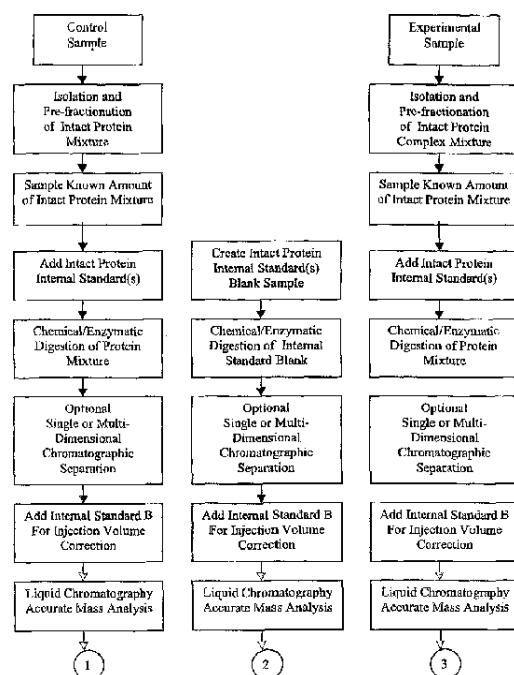 Control
Sample
Isolation and
Pre-fractionation
of Intact Protein
Mixture
Sample Known Amount
of Intact Protein Mixture
Add Intact Protein
Internal Standard(s)
Chemical/Enzymatic
Digestion of Protein
Mixture
Optional
Single or Multi-
Dimensional
Chromatographic
Separation
Add Internal Standard B
For Injection Volume
Correction
Liquid Chromatography
Accurate Mass Analysis
1
Create Intact Protein
Internal Standard(s)
Blank Sample
Chemical/Enzymatic
Digestion of Internal
Standard Blank
Optional
Single or Multi-
Dimensional
Chromatographic
Separation
Add Internal Standard B
For Injection Volume
Correction
Liquid Chromatography
Accurate Mass Analysis
2
Experimental
Sample
Isolation and
Pre-fractionation
of Intact Protein
Complex Mixture
Sample Known Amount
of Intact Protein Mixture
Add Intact Protein
Internal Standard(s)
Chemical/Enzymatic
Digestion of Protein
Mixture
Optional
Single or Multi-
Dimensional
Chromatographic
Separation
Add Internal Standard B
For Injection Volume
Correction
Liquid Chromatography
Accurate Mass Analysis
3